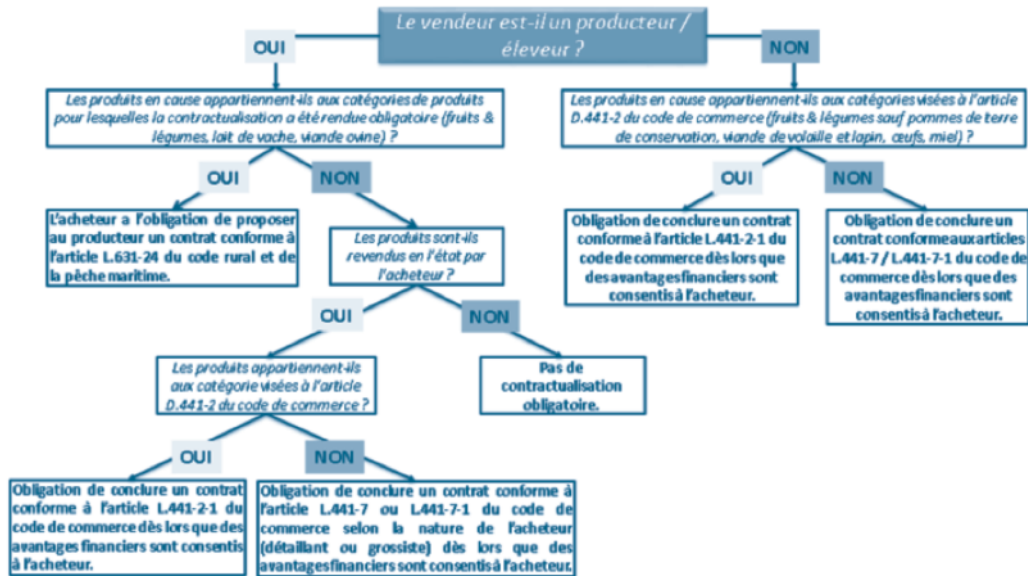 Le vendeur est-il un producteur /
éleveur ?
OUI
NON
Les produits en cause appartiennent-ils aux catégories de produits
pour lesquelles la contractualisation a été rendue obligatoire (fruits &
légumes, lait de vache, viande ovine) ?
Les produits en cause appartiennent-ils aux catégories visées à l'article
D.441-2 du code de commerce (fruits & légumes sauf pommes de terre
de conservation, viande de volaille et lapin, œufs, miel) ?
OUI
NON
OUI
NON
L'acheteur a l'obligation de proposer
au producteur un contrat conforme à
l'article L.631-24 du code rural et de
la pêche maritime.
Les produits sont-ils
revendus en l'état par
l'acheteur ?
Obligation de conclure un contrat
conforme à l'article L.441-2-1 du
code de commerce dès lors que
des avantages financiers sont
consentis à l'acheteur.
Obligation de conclure un
contrat conforme aux articles
L.441-7 / L.441-7-1 du code de
commerce dès lors que des
avantages financiers sont
consentis à l'acheteur.
OUI
NON
Les produits appartiennent-ils
aux catégorie visées à l'article
D.441-2 du code de commerce ?
Pas de
contractualisation
obligatoire.
OUI
NON
Obligation de conclure un contrat
conforme à l'article L.441-2-1 du
code de commerce dès lors que des
avantages financiers sont consentis
à l'acheteur.
Obligation de conclure un contrat conforme à
l'article L.441-7 ou L.441-7-1 du code de
commerce selon la nature de l'acheteur
(détaillant ou grossiste) dès lors que des
avantages financiers sont consentis à l'acheteur.